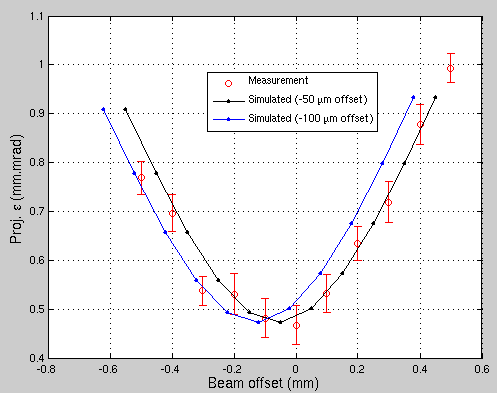 1.1
1
0.9
0.8
0.7
0.6
0.5
0.4
Proj. ε (mm.mrad)
Measurement
Simulated (-50 μm offset)
Simulated (-100 μm offset)
-0.8 -0.6 -0.4 -0.2 0 0.2 0.4 0.6
Beam offset (mm)